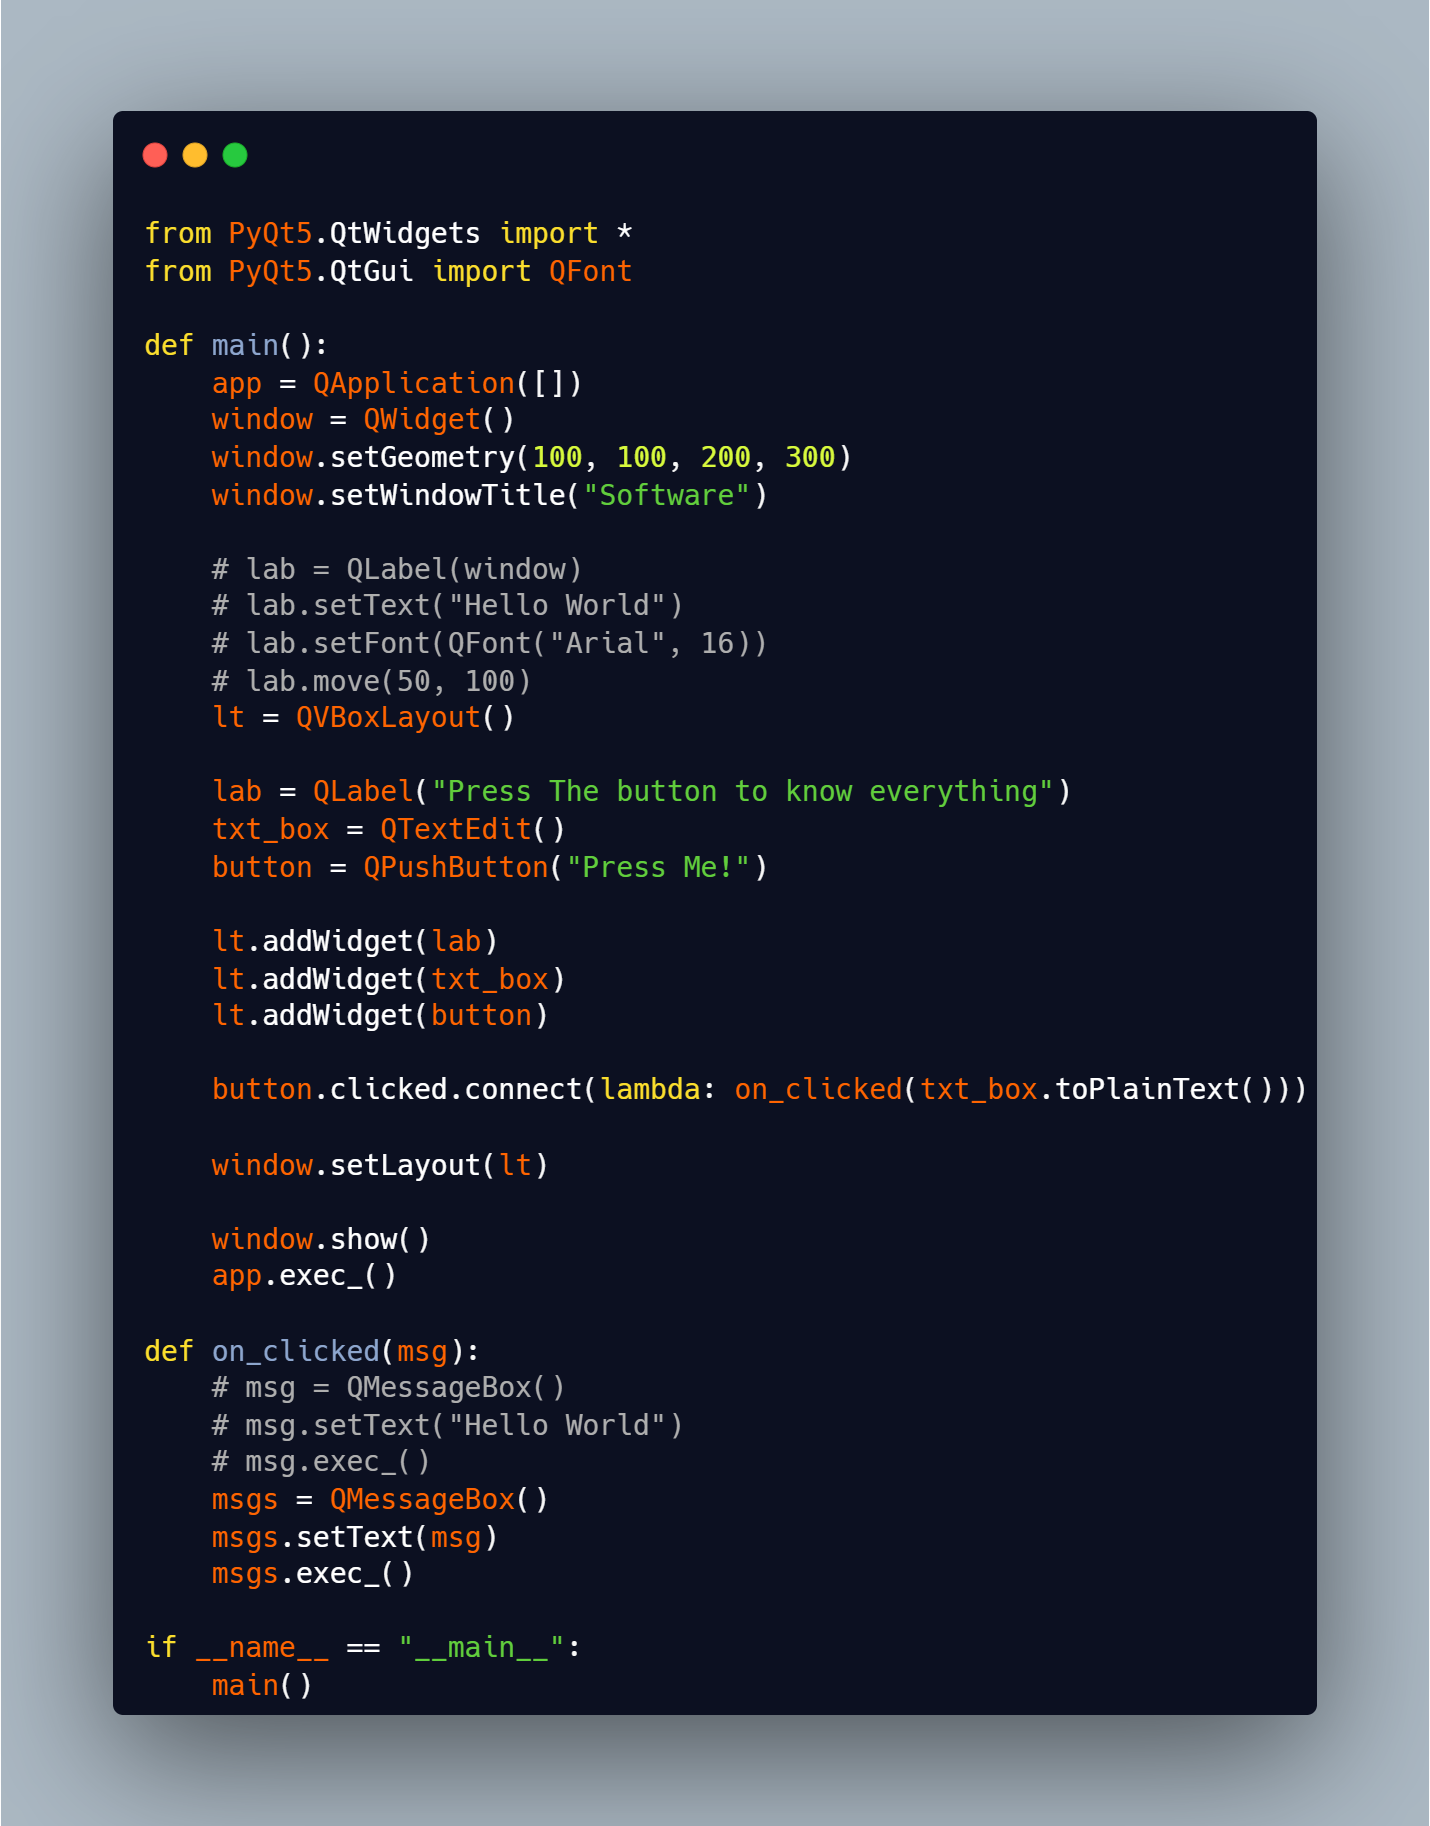 from PyQt5.QtWidgets import *
from PyQt5.QtGui import QFont

def main():
    app = QApplication([])
    window = QWidget()
    window.setGeometry(100, 100, 200, 300)
    window.setWindowTitle("Software")

    # lab = QLabel(window)
    # lab.setText("Hello World")
    # lab.setFont(QFont("Arial", 16))
    # lab.move(50, 100)
    lt = QVBoxLayout()

    lab = QLabel("Press The button to know everything")
    txt_box = QTextEdit()
    button = QPushButton("Press Me!")

    lt.addWidget(lab)
    lt.addWidget(txt_box)
    lt.addWidget(button)

    button.clicked.connect(lambda: on_clicked(txt_box.toPlainText()))

    window.setLayout(lt)

    window.show()
    app.exec_()

def on_clicked(msg):
    # msg = QMessageBox()
    # msg.setText("Hello World")
    # msg.exec_()
    msgs = QMessageBox()
    msgs.setText(msg)
    msgs.exec_()

if __name__ == "__main__":
    main()